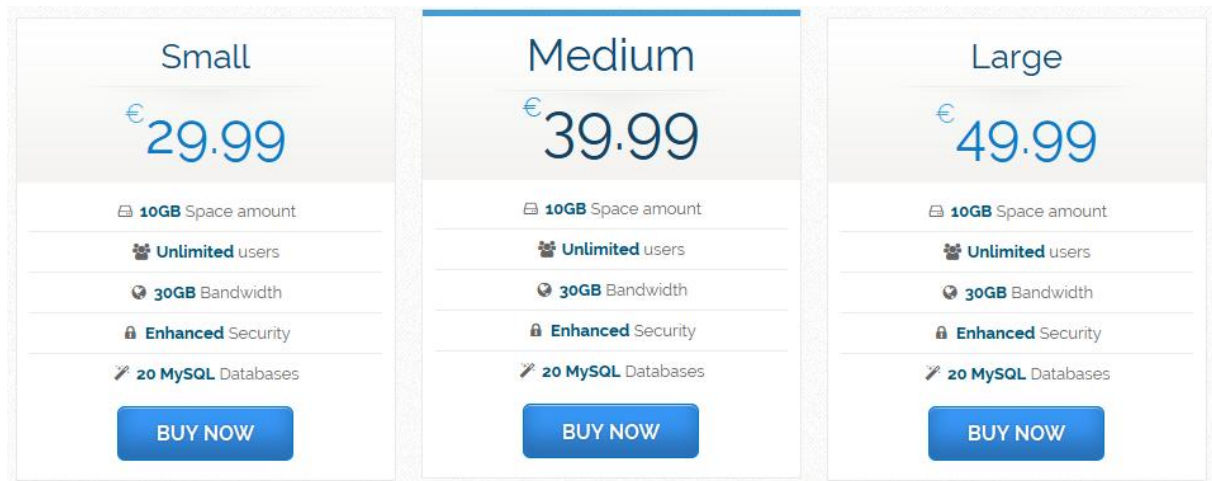 Small
€29.99
10GB Space amount
Unlimited users
30GB Bandwidth
Enhanced Security
20 MySQL Databases
BUY NOW
Medium
€39.99
10GB Space amount
Unlimited users
30GB Bandwidth
Enhanced Security
20 MySQL Databases
BUY NOW
Large
€49.99
10GB Space amount
Unlimited users
30GB Bandwidth
Enhanced Security
20 MySQL Databases
BUY NOW